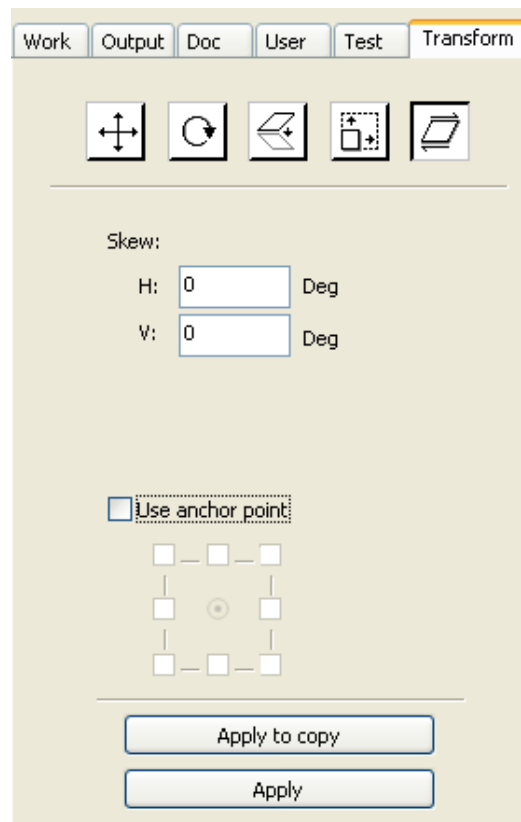 Work Output Doc User Test Transform
Skew:
H: 0 Deg
V: 0 Deg
Use anchor point
Apply to copy
Apply